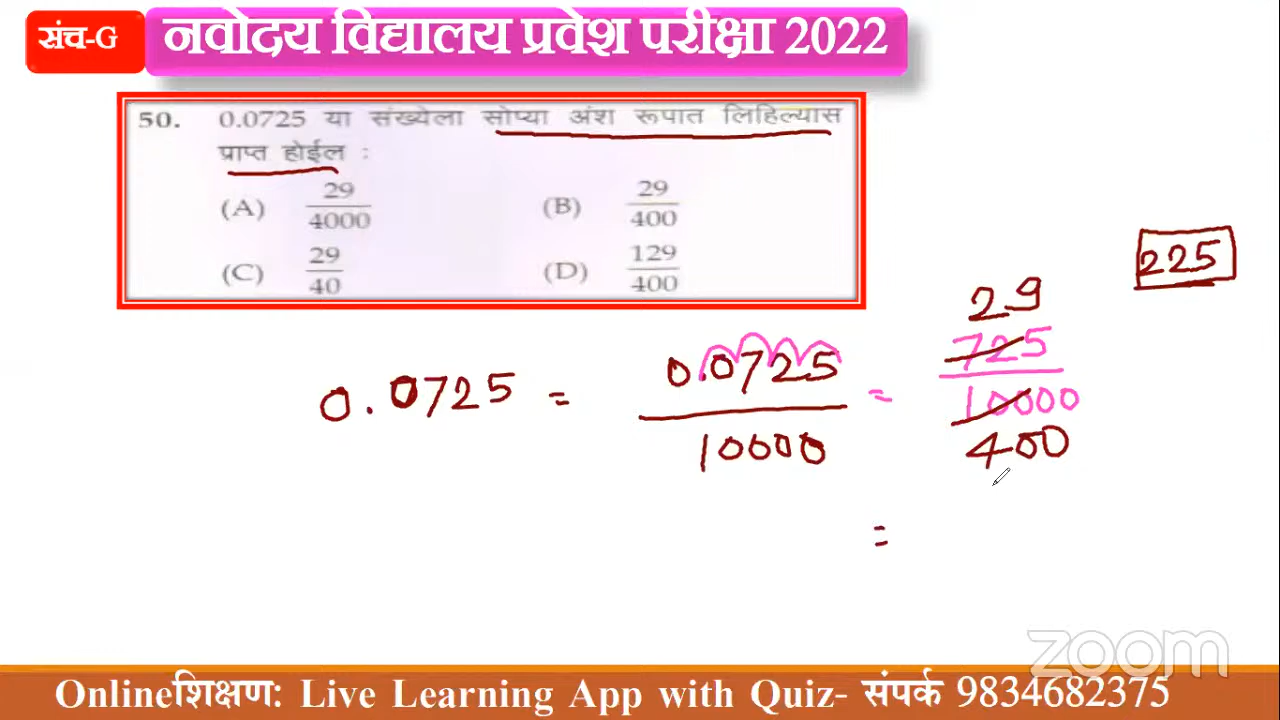 संच-G
नवोदय विद्यालय प्रवेश परीक्षा 2022
50. 0.0725 या संख्येला सोप्या अंश रूपात लिहिल्यास
प्राप्त होईल :
(A) 29/4000 (B) 29/400
(C) 29/40 (D) 129/400
225
0.0725 = 0.0725/10000 = 725/10000
29
400
=
zoom
Onlineशिक्षण: Live Learning App with Quiz- संपर्क 9834682375